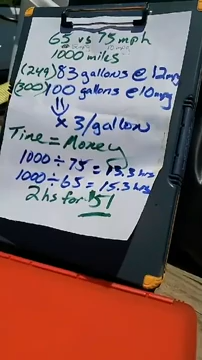 65 vs 75 mph
1000 miles
(249) 83 gallons @ 12mpg
(300) 100 gallons @ 10mpg
x 3/gallon
Time = Money
1000 ÷ 75 = 13.3 hrs
1000 ÷ 65 = 15.3 hrs
2hs for $51